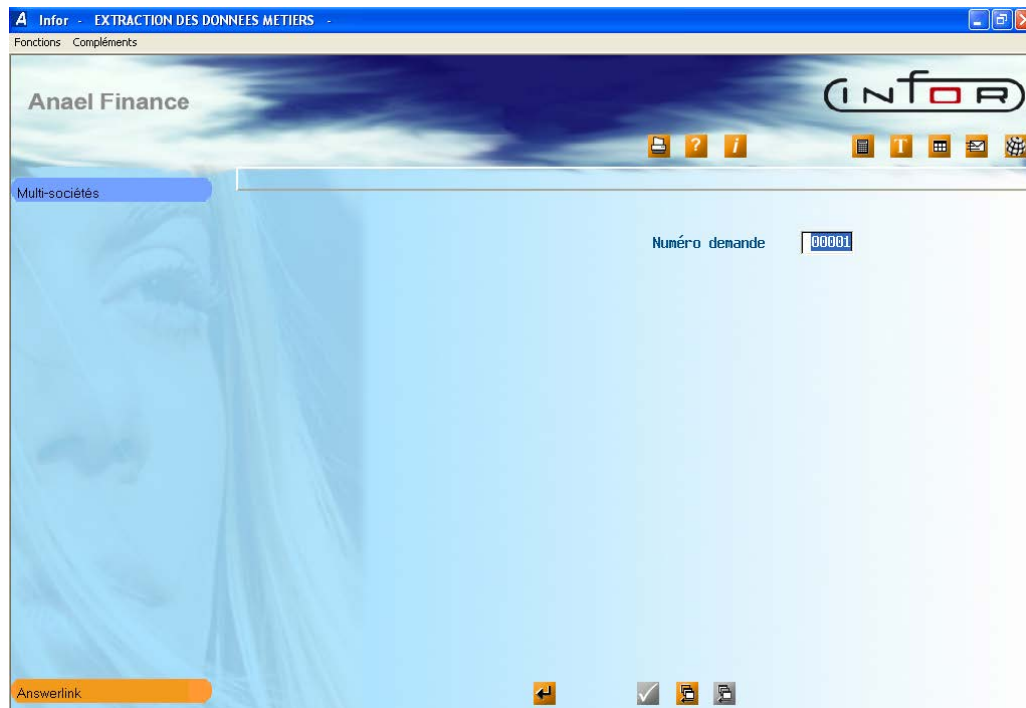 A Infor - EXTRACTION DES DONNEES METIERS -
Fonctions Compléments
Anael Finance
infor
? i T
Multi-sociétés
Numéro demande 00001
Answerlink